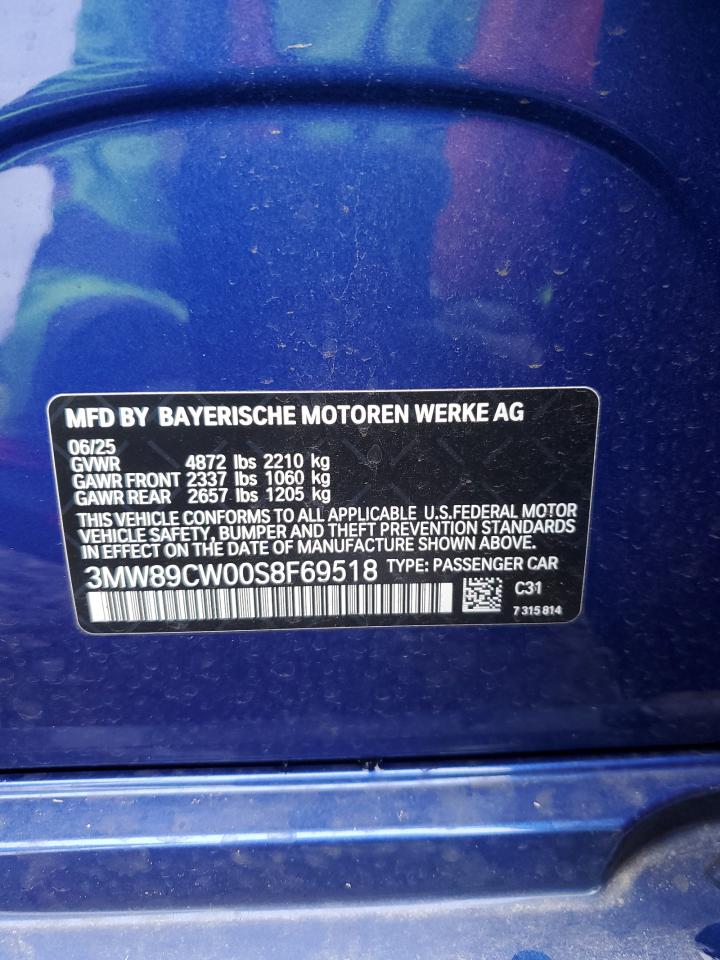 MFD BY BAYERISCHE MOTOREN WERKE AG
06/25
GVWR 4872 lbs 2210 kg
GAWR FRONT 2337 lbs 1060 kg
GAWR REAR 2657 lbs 1205 kg
THIS VEHICLE CONFORMS TO ALL APPLICABLE U.S.FEDERAL MOTOR
VEHICLE SAFETY, BUMPER AND THEFT PREVENTION STANDARDS
IN EFFECT ON THE DATE OF MANUFACTURE SHOWN ABOVE.
3MW89CW00S8F69518 TYPE: PASSENGER CAR
C31
7 315 814